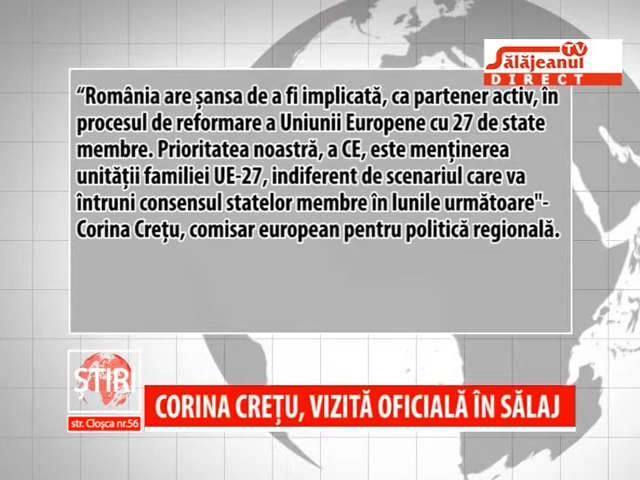 Sălăjeanul TV
DIRECT
“România are șansa de a fi implicată, ca partener activ, în
procesul de reformare a Uniunii Europene cu 27 de state
membre. Prioritatea noastră, a CE, este menținerea
unității familiei UE-27, indiferent de scenariul care va
întruni consensul statelor membre în lunile următoare"-
Corina Crețu, comisar european pentru politică regională.
ȘTIRI
str. Cloșca nr.56
CORINA CREȚU, VIZITĂ OFICIALĂ ÎN SĂLAJ